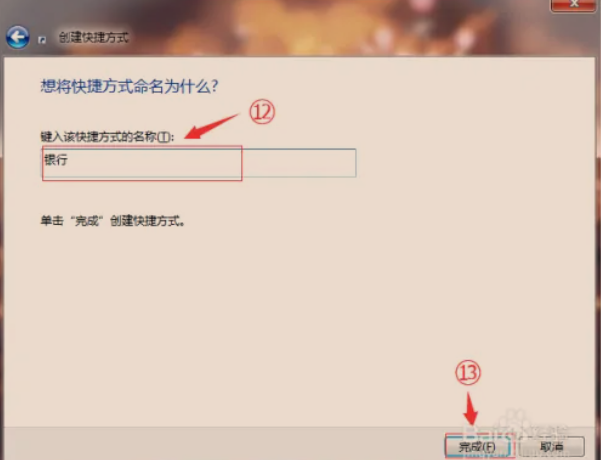 创建快捷方式
想将快捷方式命名为什么?
⑫
键入该快捷方式的名称(T):
银行
单击“完成”创建快捷方式。
⑬
完成(F)
取消